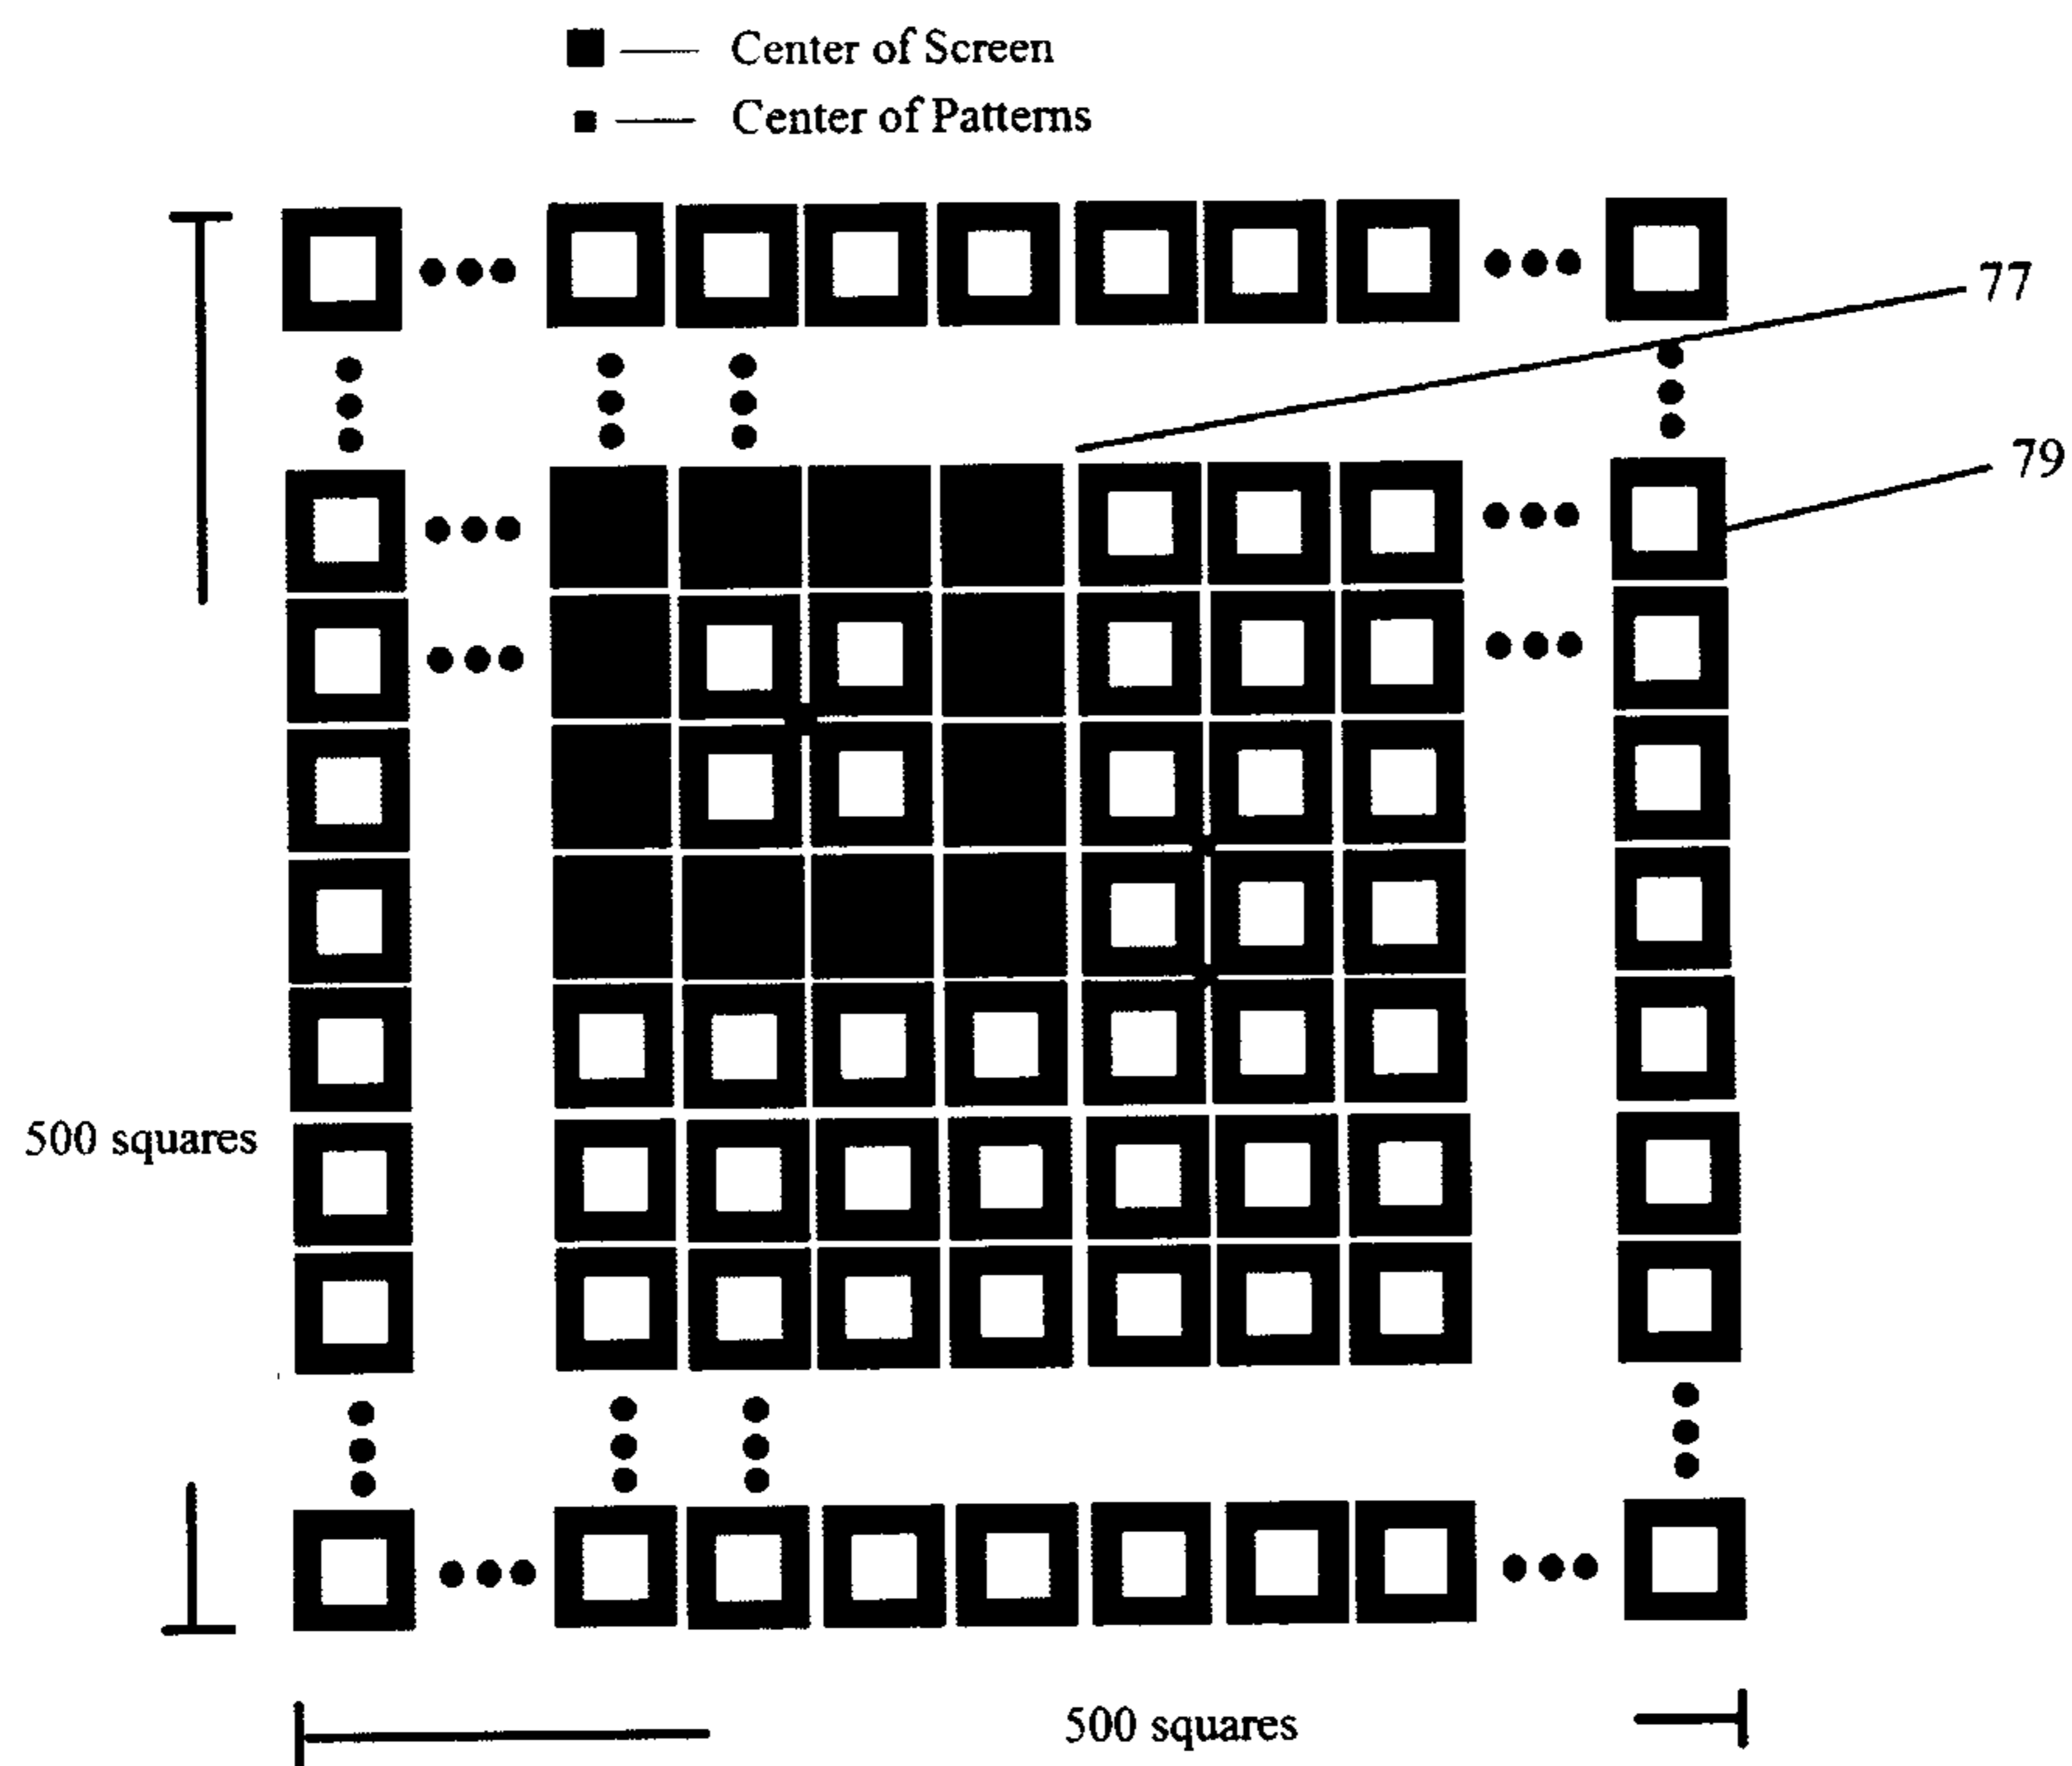 Center of Screen
Center of Patterns
77
79
500 squares
500 squares